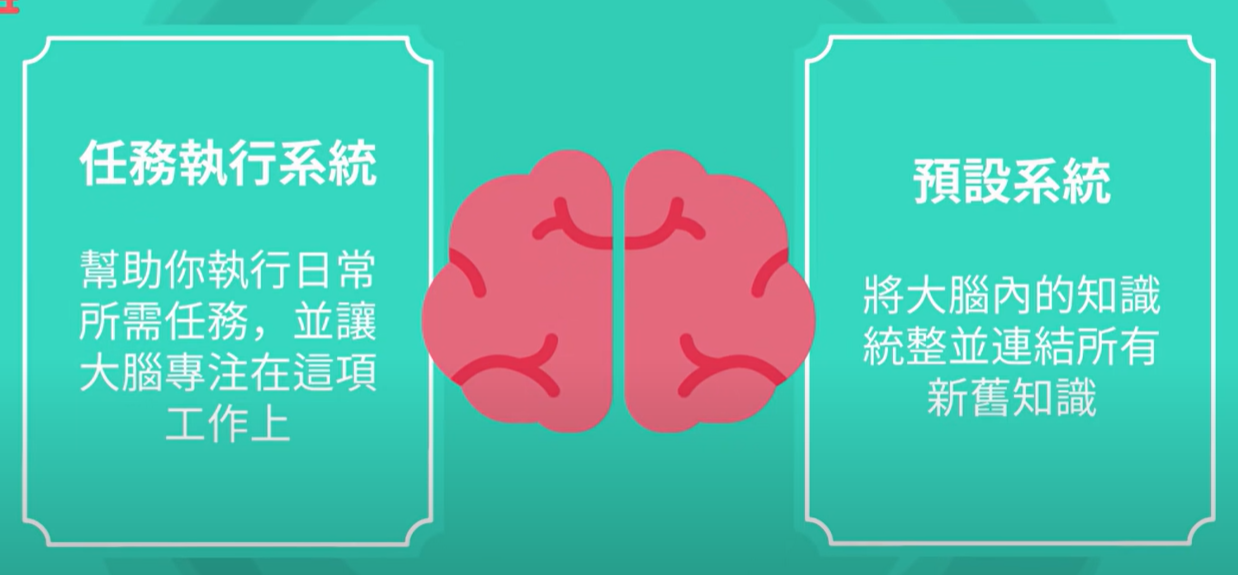 任務執行系統
幫助你執行日常
所需任務，並讓
大腦專注在這項
工作上
預設系統
將大腦內的知識
統整並連結所有
新舊知識